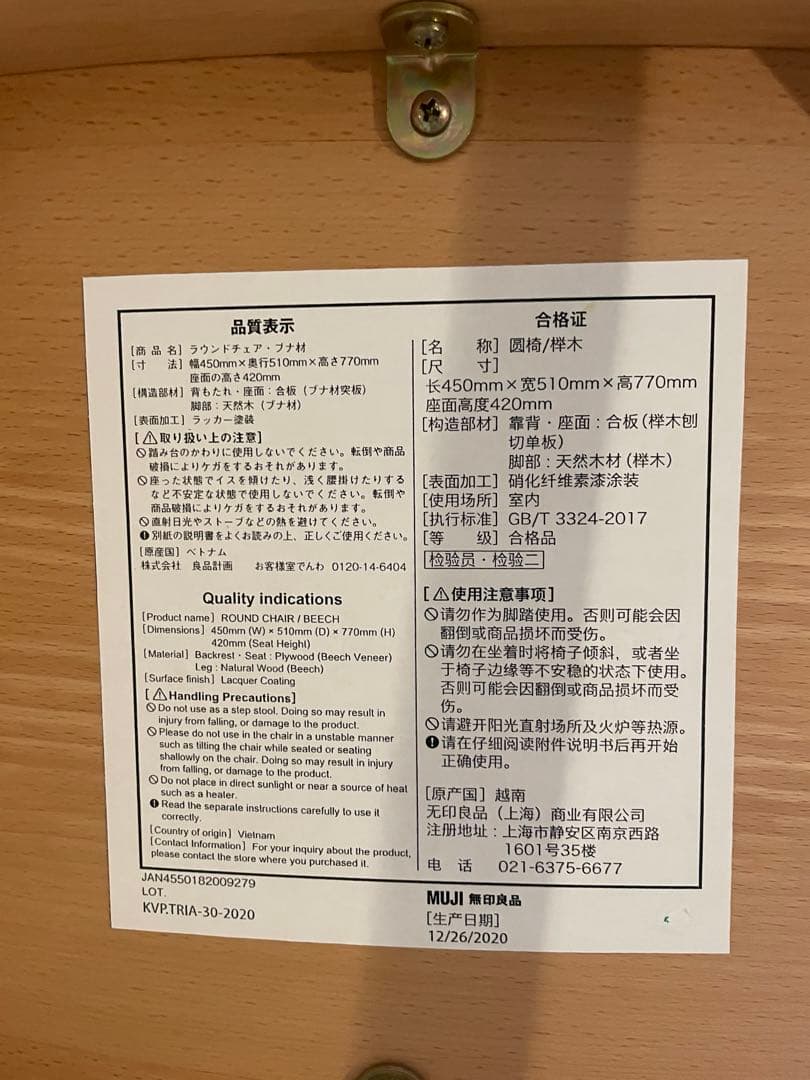 品質表示
[商 品 名] ラウンドチェア・ブナ材
[寸 法] 幅450mm×奥行510mm×高さ770mm
座面の高さ420mm
[構造部材] 背もたれ・座面：合板（ブナ材突板）
脚部：天然木（ブナ材）
[表面加工] ラッカー塗装
[⚠取り扱い上の注意]
🚫踏み台のかわりに使用しないでください。転倒や商品
破損によりケガをするおそれがあります。
🚫座った状態でイスを傾けたり、浅く腰掛けたりする
など不安定な状態で使用しないでください。転倒や
商品破損によりケガをするおそれがあります。
🚫直射日光やストーブなどの熱を避けてください。
❗別紙の説明書をよくお読みの上、正しくご使用ください。
[原産国] ベトナム
株式会社 良品計画 お客様室でんわ 0120-14-6404
Quality indications
[Product name] ROUND CHAIR / BEECH
[Dimensions] 450mm (W) × 510mm (D) × 770mm (H)
420mm (Seat Height)
[Material] Backrest・Seat : Plywood (Beech Veneer)
Leg : Natural Wood (Beech)
[Surface finish] Lacquer Coating
[⚠Handling Precautions]
🚫Do not use as a step stool. Doing so may result in
injury from falling, or damage to the product.
🚫Please do not use the chair in an unstable manner
such as tilting the chair while seated or seating
shallowly on the chair. Doing so may result in injury
from falling, or damage to the product.
🚫Do not place in direct sunlight or near a source of heat
such as a heater.
❗Read the separate instructions carefully to use it
correctly.
[Country of origin] Vietnam
[Contact Information] For your inquiry about the product,
please contact the store where you purchased it.
合格证
[名 称] 圆椅/榉木
[尺 寸]
长450mm×宽510mm×高770mm
座面高度420mm
[构造部材] 靠背・座面：合板(榉木刨
切单板)
脚部：天然木材(榉木)
[表面加工] 硝化纤维素漆涂装
[使用场所] 室内
[执行标准] GB/T 3324-2017
[等 级] 合格品
检验员・检验二
[⚠使用注意事项]
🚫请勿作为脚踏使用。否则可能会因
翻倒或商品损坏而受伤。
🚫请勿在坐着时将椅子倾斜，或者坐
于椅子边缘等不安稳的状态下使用。
否则可能会因翻倒或商品损坏而受
伤。
🚫请避开阳光直射场所及火炉等热源。
❗请在仔细阅读附件说明书后再开始
正确使用。
[原产国] 越南
无印良品（上海）商业有限公司
注册地址：上海市静安区南京西路
1601号35楼
电 话 021-6375-6677
JAN4550182009279
LOT.
KVP.TRIA-30-2020
MUJI 無印良品
[生产日期]
12/26/2020